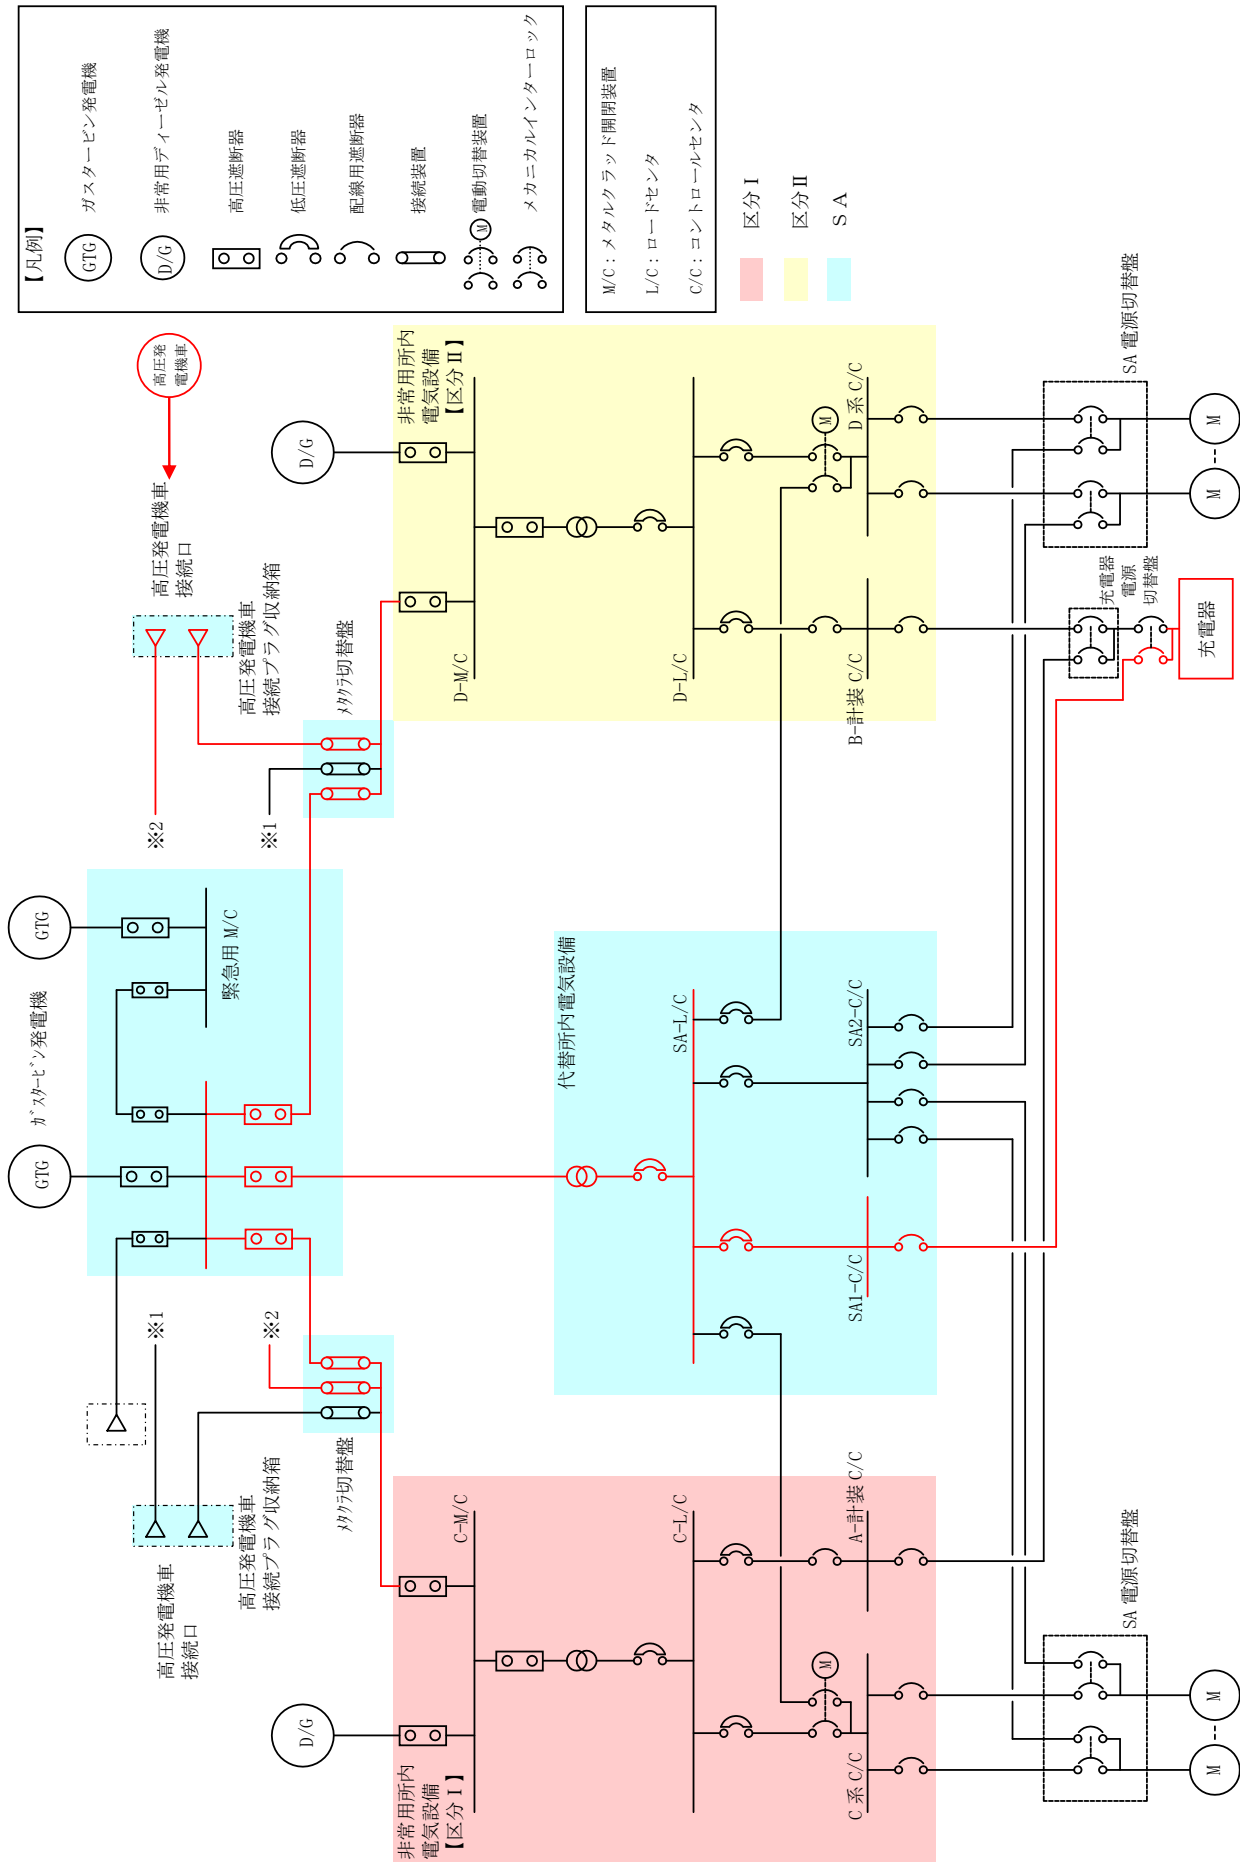 【凡例】
GTG
ガスタービン発電機
D/G
非常用ディーゼル発電機
高圧遮断器
低圧遮断器
配線用遮断器
接続装置
M
電動切替装置
メカニカルインターロック
M/C：メタルクラッド開閉装置
L/C：ロードセンタ
C/C：コントロールセンタ
区分Ⅰ
区分Ⅱ
ＳＡ
ガスタービン発電機
GTG
GTG
緊急用 M/C
高圧発電機車
接続口
高圧発電機車
接続プラグ収納箱
※1
※2
メタクラ切替盤
高圧発
電機車
高圧発電機車
接続口
高圧発電機車
接続プラグ収納箱
※2
※1
メタクラ切替盤
D/G
非常用所内
電気設備
【区分Ⅰ】
C-M/C
C-L/C
M
C 系 C/C
A-計装 C/C
代替所内電気設備
SA-L/C
SA1-C/C
SA2-C/C
D/G
非常用所内
電気設備
【区分Ⅱ】
D-M/C
D-L/C
M
B-計装 C/C
D 系 C/C
SA 電源切替盤
M
M
充電器
電源
切替盤
充電器
SA 電源切替盤
M
M